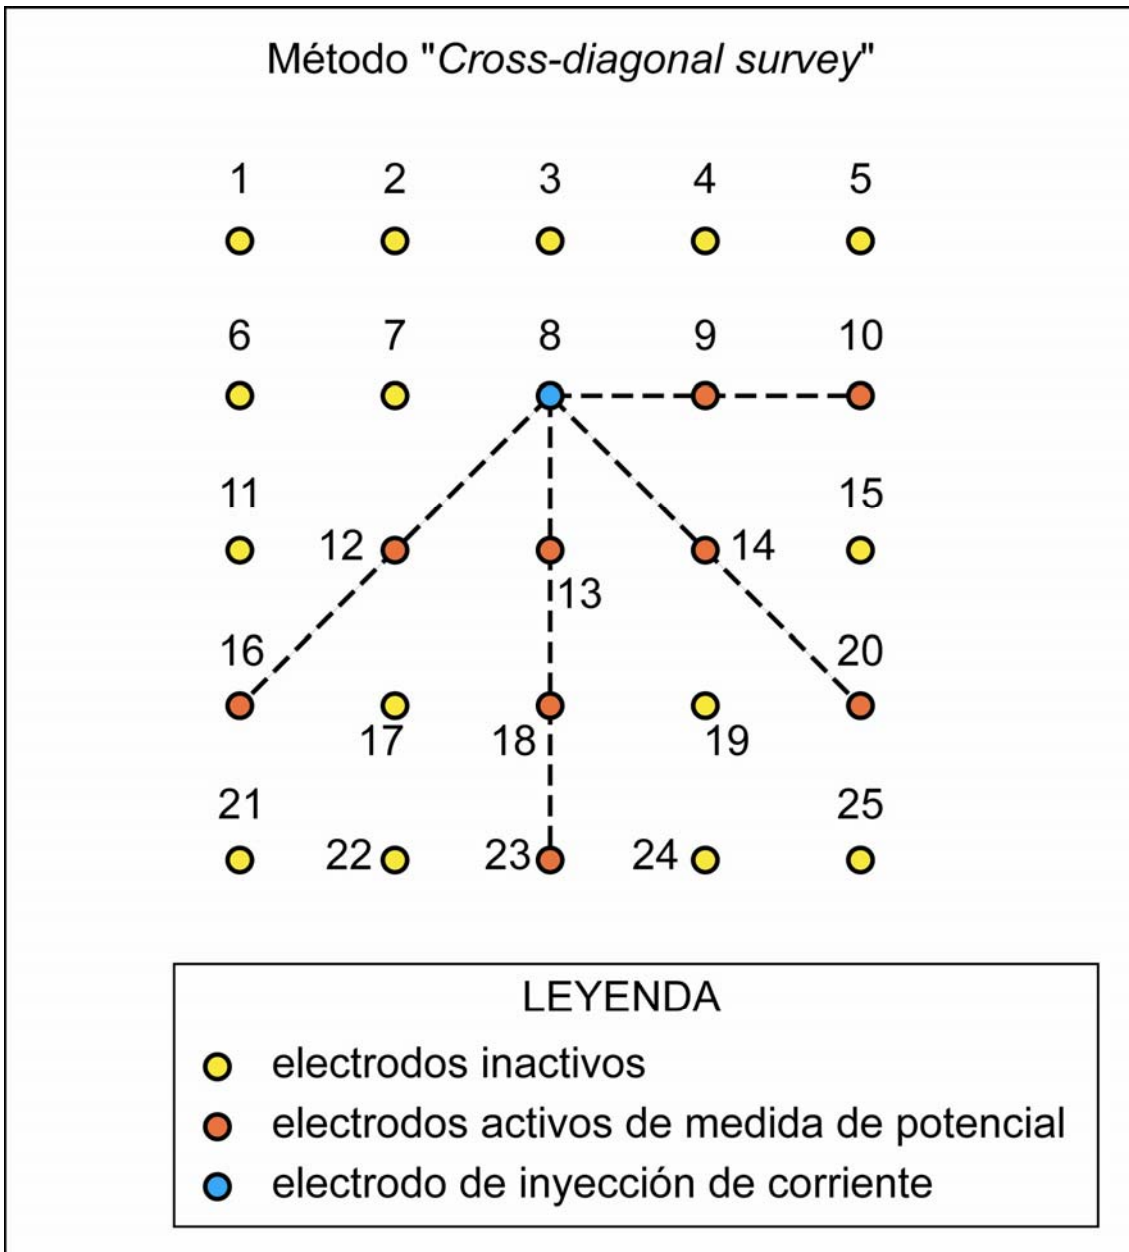 Método "Cross-diagonal survey"
1 2 3 4 5
6 7 8 9 10
11 15
12 14
13
16 20
17 18 19
21 25
22 23 24
LEYENDA
electrodos inactivos
electrodos activos de medida de potencial
electrodo de inyección de corriente